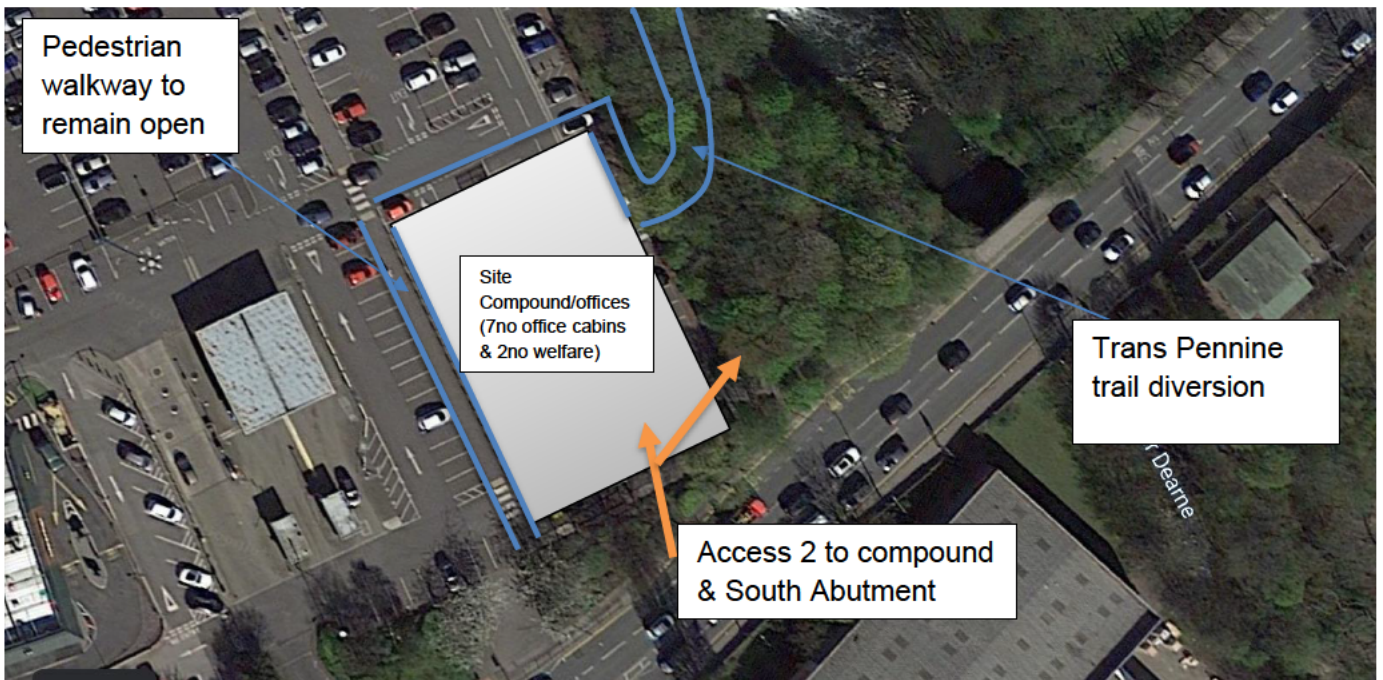 Pedestrian
walkway to
remain open
Site
Compound/offices
(7no office cabins
& 2no welfare)
Trans Pennine
trail diversion
r Dearne
Access 2 to compound
& South Abutment